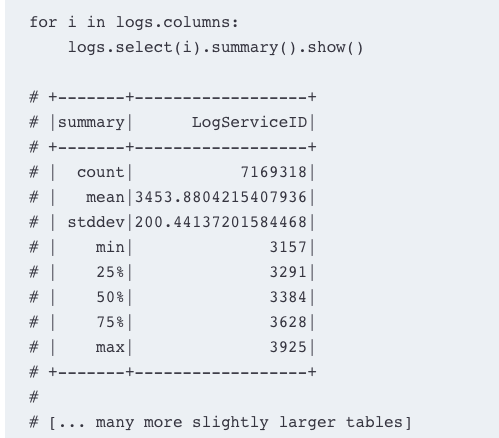 for i in logs.columns:
    logs.select(i).summary().show()
# +-------+------------------+
# |summary|      LogServiceID|
# +-------+------------------+
# |  count|           7169318|
# |   mean|3453.8804215407936|
# | stddev|200.44137201584468|
# |    min|              3157|
# |    25%|              3291|
# |    50%|              3384|
# |    75%|              3628|
# |    max|              3925|
# +-------+------------------+
#
# [... many more slightly larger tables]